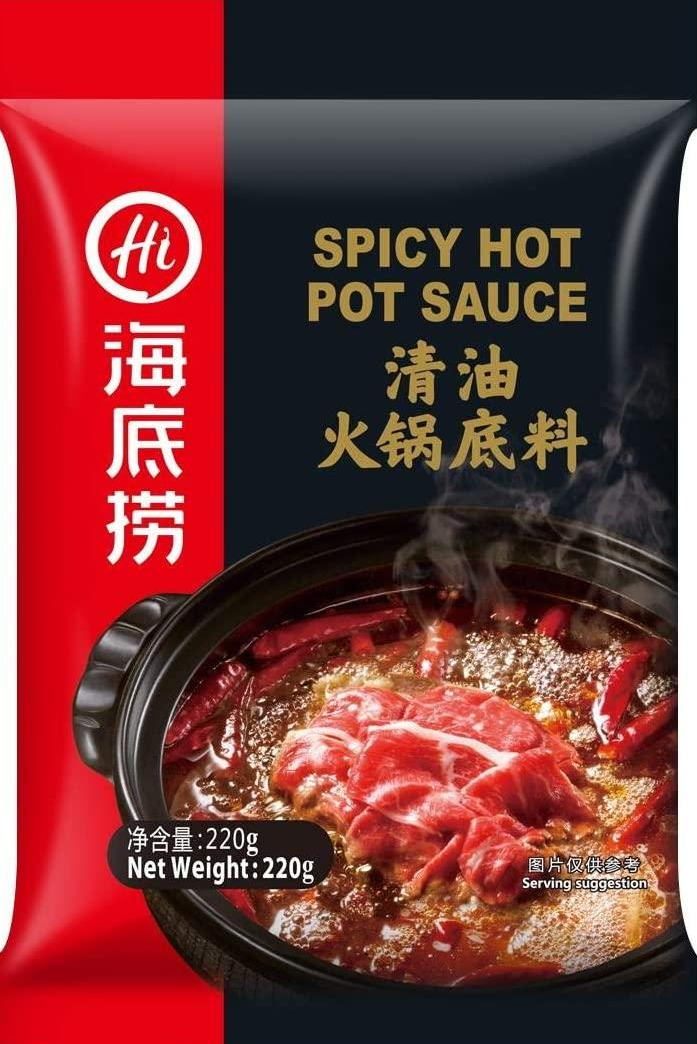 Hi
海底捞
SPICY HOT
POT SAUCE
清油
火锅底料
净含量:220g
Net Weight:220g
图片仅供参考
Serving suggestion